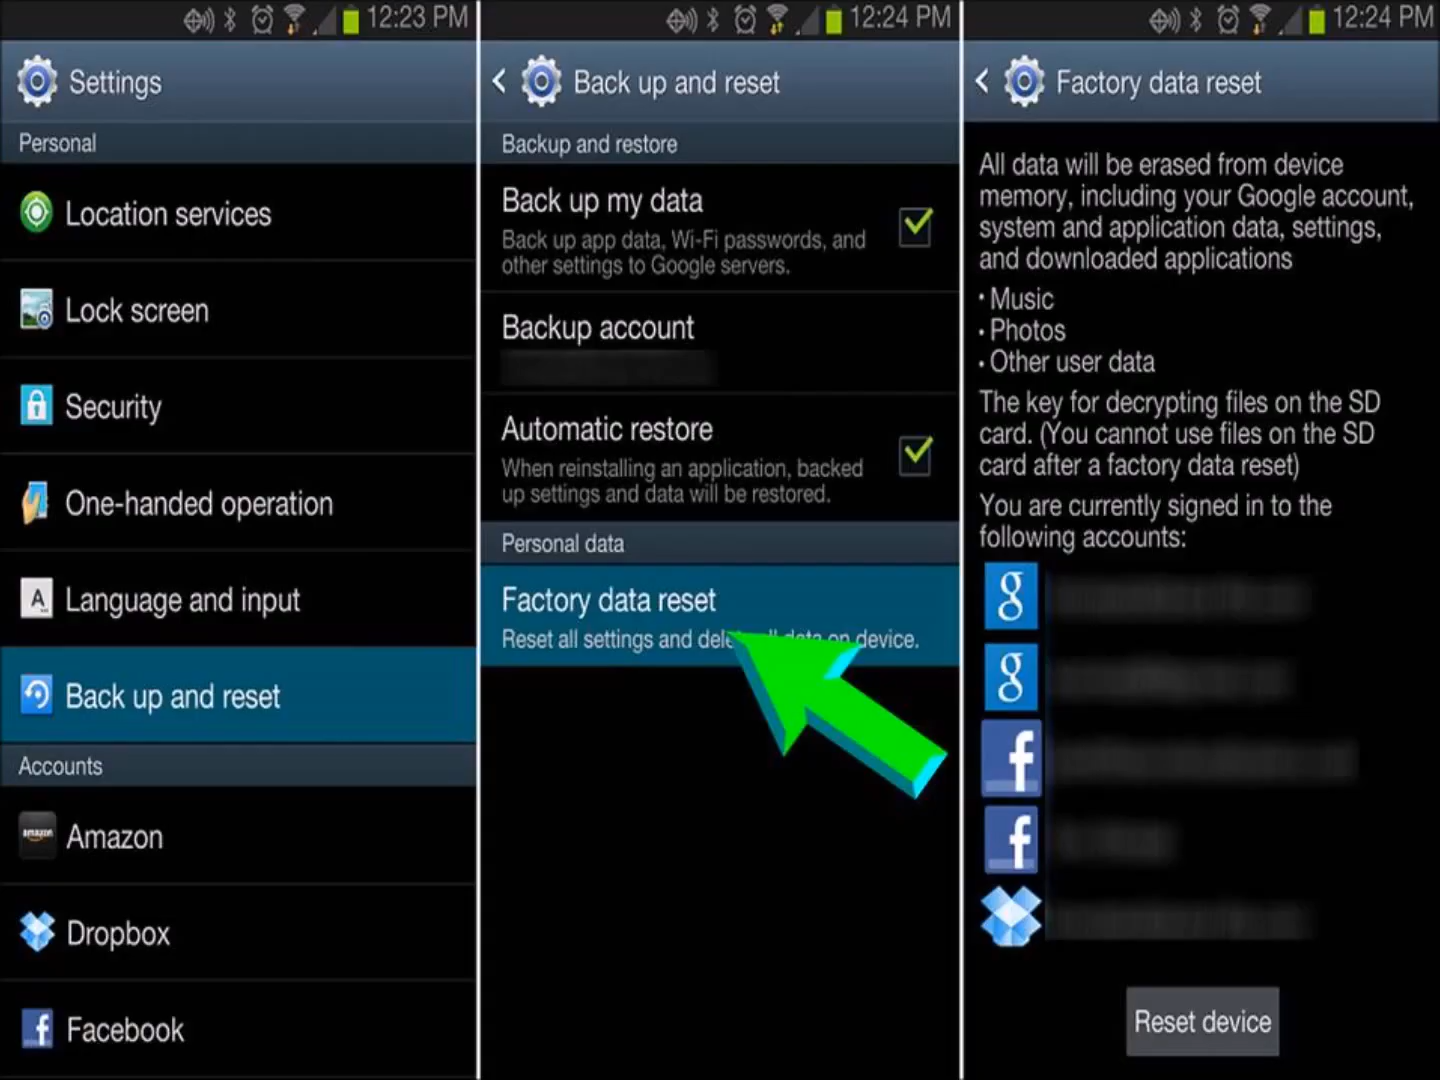 12:23 PM
Settings
Personal
Location services
Lock screen
Security
One-handed operation
A
Language and input
Back up and reset
Accounts
amazon
Amazon
Dropbox
f
Facebook
12:24 PM
Back up and reset
Backup and restore
Back up my data
Back up app data, Wi-Fi passwords, and
other settings to Google servers.
Backup account
Automatic restore
When reinstalling an application, backed
up settings and data will be restored.
Personal data
Factory data reset
Reset all settings and delete all data on device.
12:24 PM
Factory data reset
All data will be erased from device
memory, including your Google account,
system and application data, settings,
and downloaded applications
• Music
• Photos
• Other user data
The key for decrypting files on the SD
card. (You cannot use files on the SD
card after a factory data reset)
You are currently signed in to the
following accounts:
g
g
f
f
Reset device